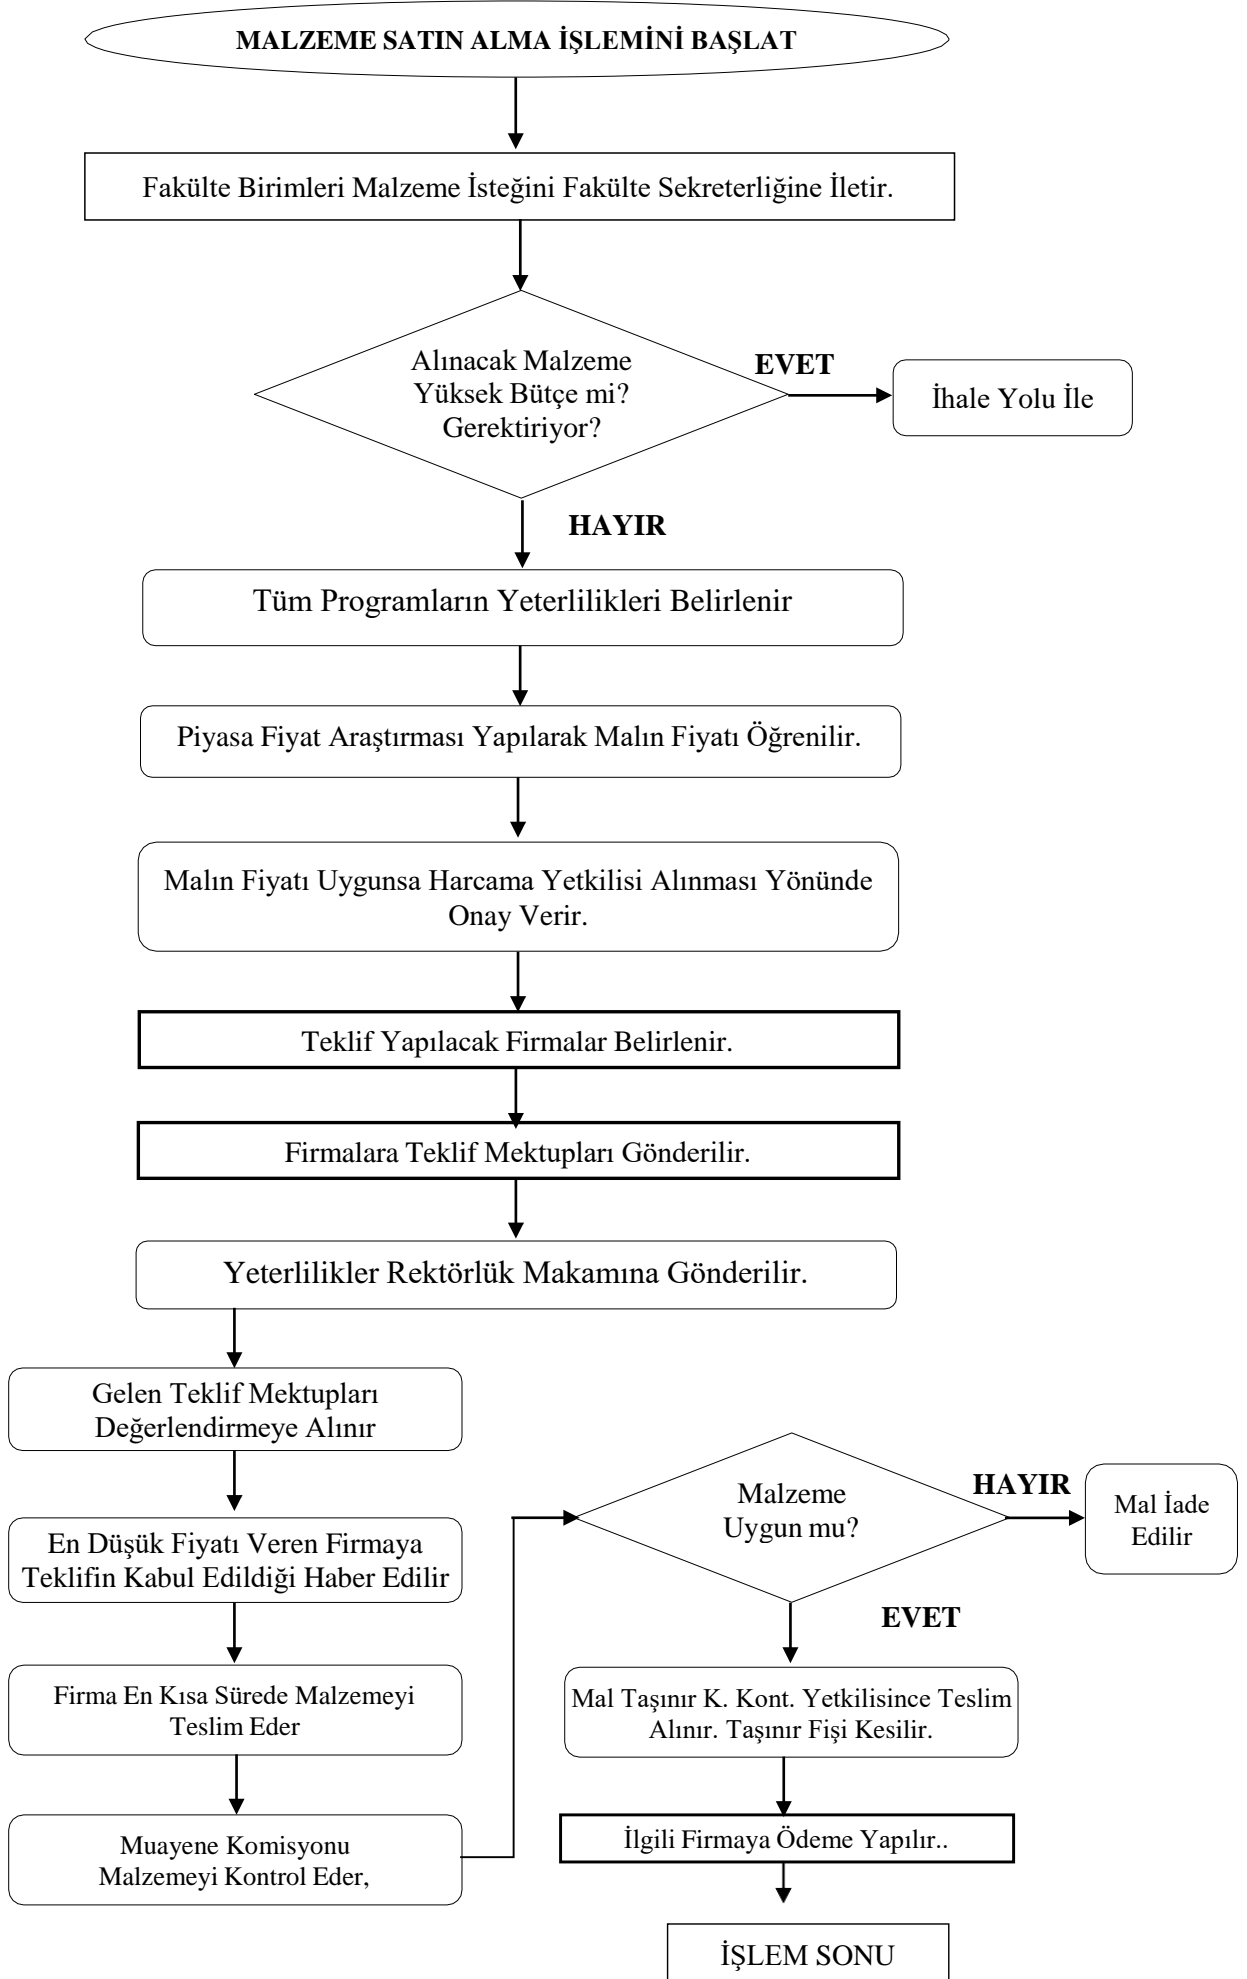 MALZEME SATIN ALMA İŞLEMİNİ BAŞLAT
Fakülte Birimleri Malzeme İsteğini Fakülte Sekreterliğine İletir.
Alınacak Malzeme
Yüksek Bütçe mi?
Gerektiriyor?
EVET
İhale Yolu İle
HAYIR
Tüm Programların Yeterlilikleri Belirlenir
Piyasa Fiyat Araştırması Yapılarak Malın Fiyatı Öğrenilir.
Malın Fiyatı Uygunsa Harcama Yetkilisi Alınması Yönünde
Onay Verir.
Teklif Yapılacak Firmalar Belirlenir.
Firmalara Teklif Mektupları Gönderilir.
Yeterlilikler Rektörlük Makamına Gönderilir.
Gelen Teklif Mektupları
Değerlendirmeye Alınır
En Düşük Fiyatı Veren Firmaya
Teklifin Kabul Edildiği Haber Edilir
Firma En Kısa Sürede Malzemeyi
Teslim Eder
Muayene Komisyonu
Malzemeyi Kontrol Eder,
Malzeme
Uygun mu?
HAYIR
Mal İade
Edilir
EVET
Mal Taşınır K. Kont. Yetkilisince Teslim
Alınır. Taşınır Fişi Kesilir.
İlgili Firmaya Ödeme Yapılır..
İŞLEM SONU